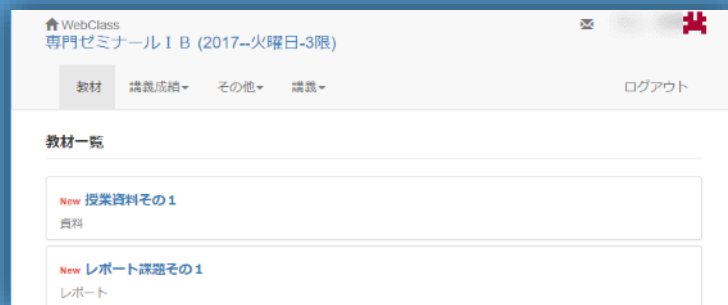 WebClass
専門ゼミナールⅠB (2017--火曜日-3限)
教材 講義成績 その他 講義 ログアウト
教材一覧
New 授業資料その1
資料
New レポート課題その1
レポート